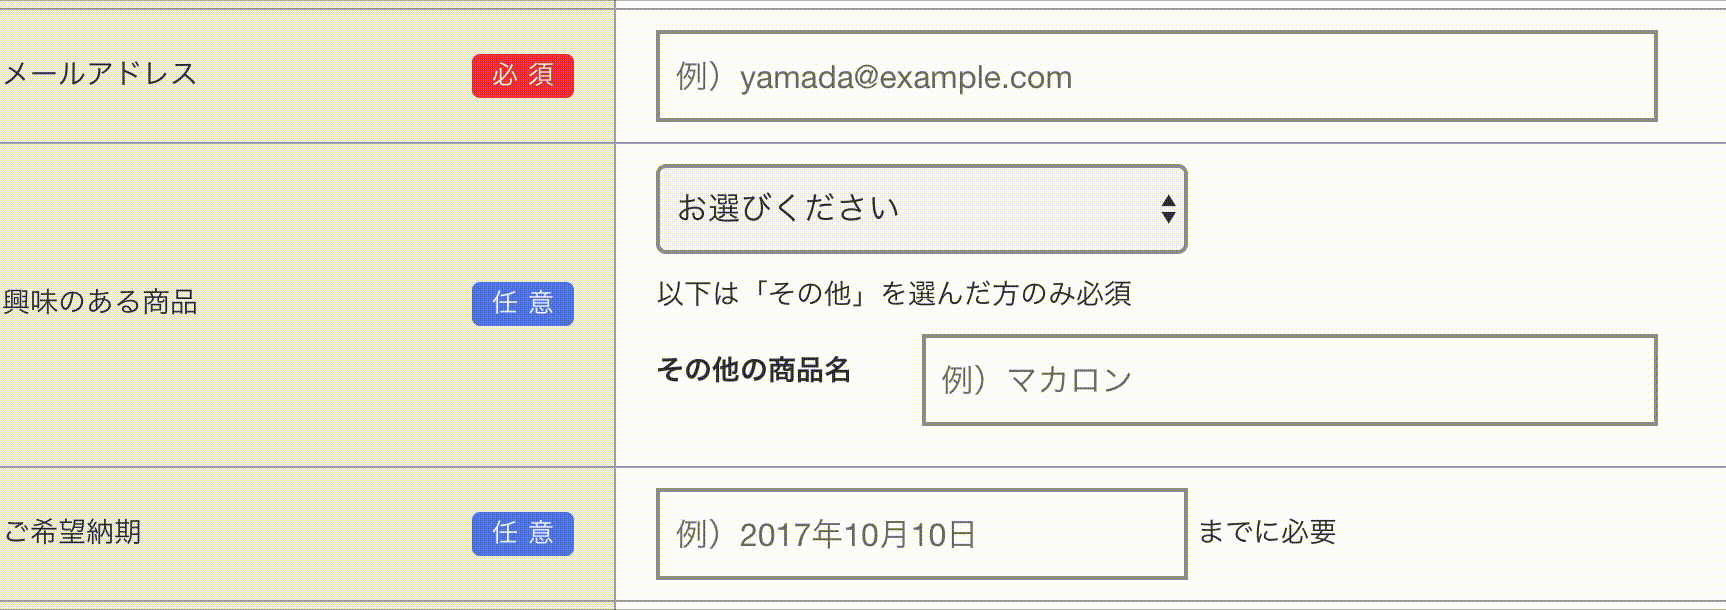 メールアドレス 必須 例）yamada@example.com
お選びください
興味のある商品 任意 以下は「その他」を選んだ方のみ必須
その他の商品名 例）マカロン
ご希望納期 任意 例）2017年10月10日 までに必要